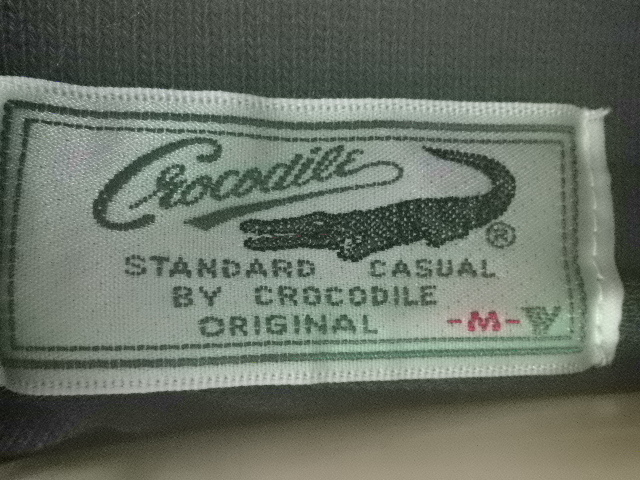 Crocodile
®
STANDARD CASUAL
BY CROCODILE
ORIGINAL
-M-